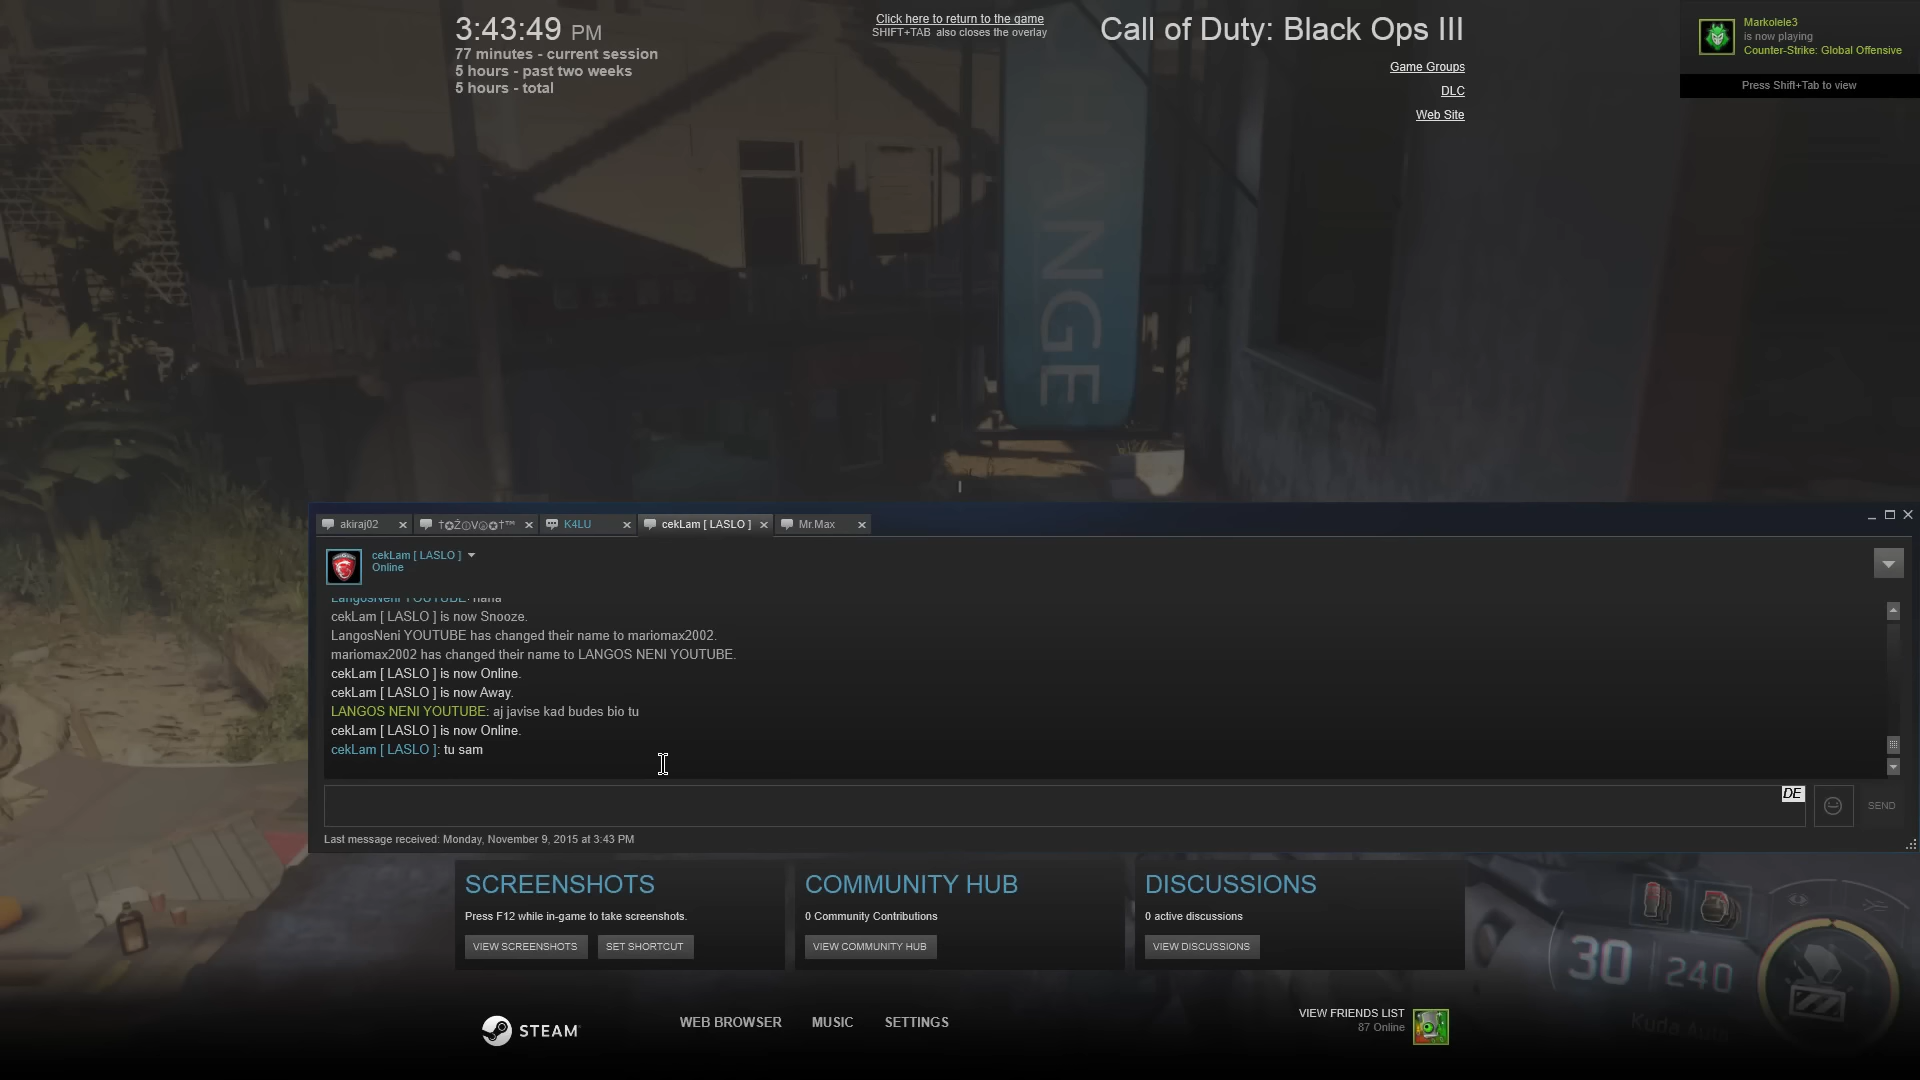 3:43:49 PM
77 minutes - current session
5 hours - past two weeks
5 hours - total
Click here to return to the game
SHIFT+TAB also closes the overlay
Call of Duty: Black Ops III
Game Groups
DLC
Web Site
Markolele3
is now playing
Counter-Strike: Global Offensive
Press Shift+Tab to view
ANGE
akiraj02
K4LU
cekLam [ LASLO ]
Mr.Max
cekLam [ LASLO ]
Online
LangosNeni YOUTUBE: haha
cekLam [ LASLO ] is now Snooze.
LangosNeni YOUTUBE has changed their name to mariomax2002.
mariomax2002 has changed their name to LANGOS NENI YOUTUBE.
cekLam [ LASLO ] is now Online.
cekLam [ LASLO ] is now Away.
LANGOS NENI YOUTUBE: aj javise kad budes bio tu
cekLam [ LASLO ] is now Online.
cekLam [ LASLO ]: tu sam
DE
SEND
Last message received: Monday, November 9, 2015 at 3:43 PM
SCREENSHOTS
Press F12 while in-game to take screenshots.
VIEW SCREENSHOTS
SET SHORTCUT
COMMUNITY HUB
0 Community Contributions
VIEW COMMUNITY HUB
DISCUSSIONS
0 active discussions
VIEW DISCUSSIONS
30 | 240
Kuda Auto
STEAM
WEB BROWSER
MUSIC
SETTINGS
VIEW FRIENDS LIST
87 Online